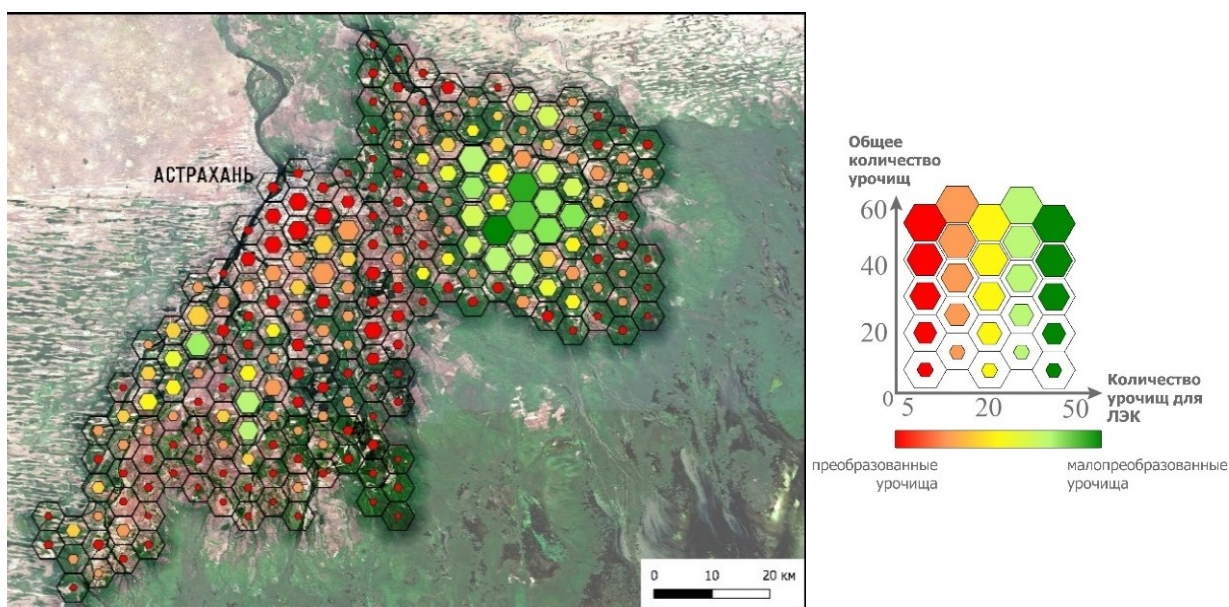 АСТРАХАНЬ
0 10 20 км
Общее
количество
урочищ
60
40
20
0
5 20 50
Количество
урочищ для
ЛЭК
преобразованные
урочища
малопреобразованные
урочища